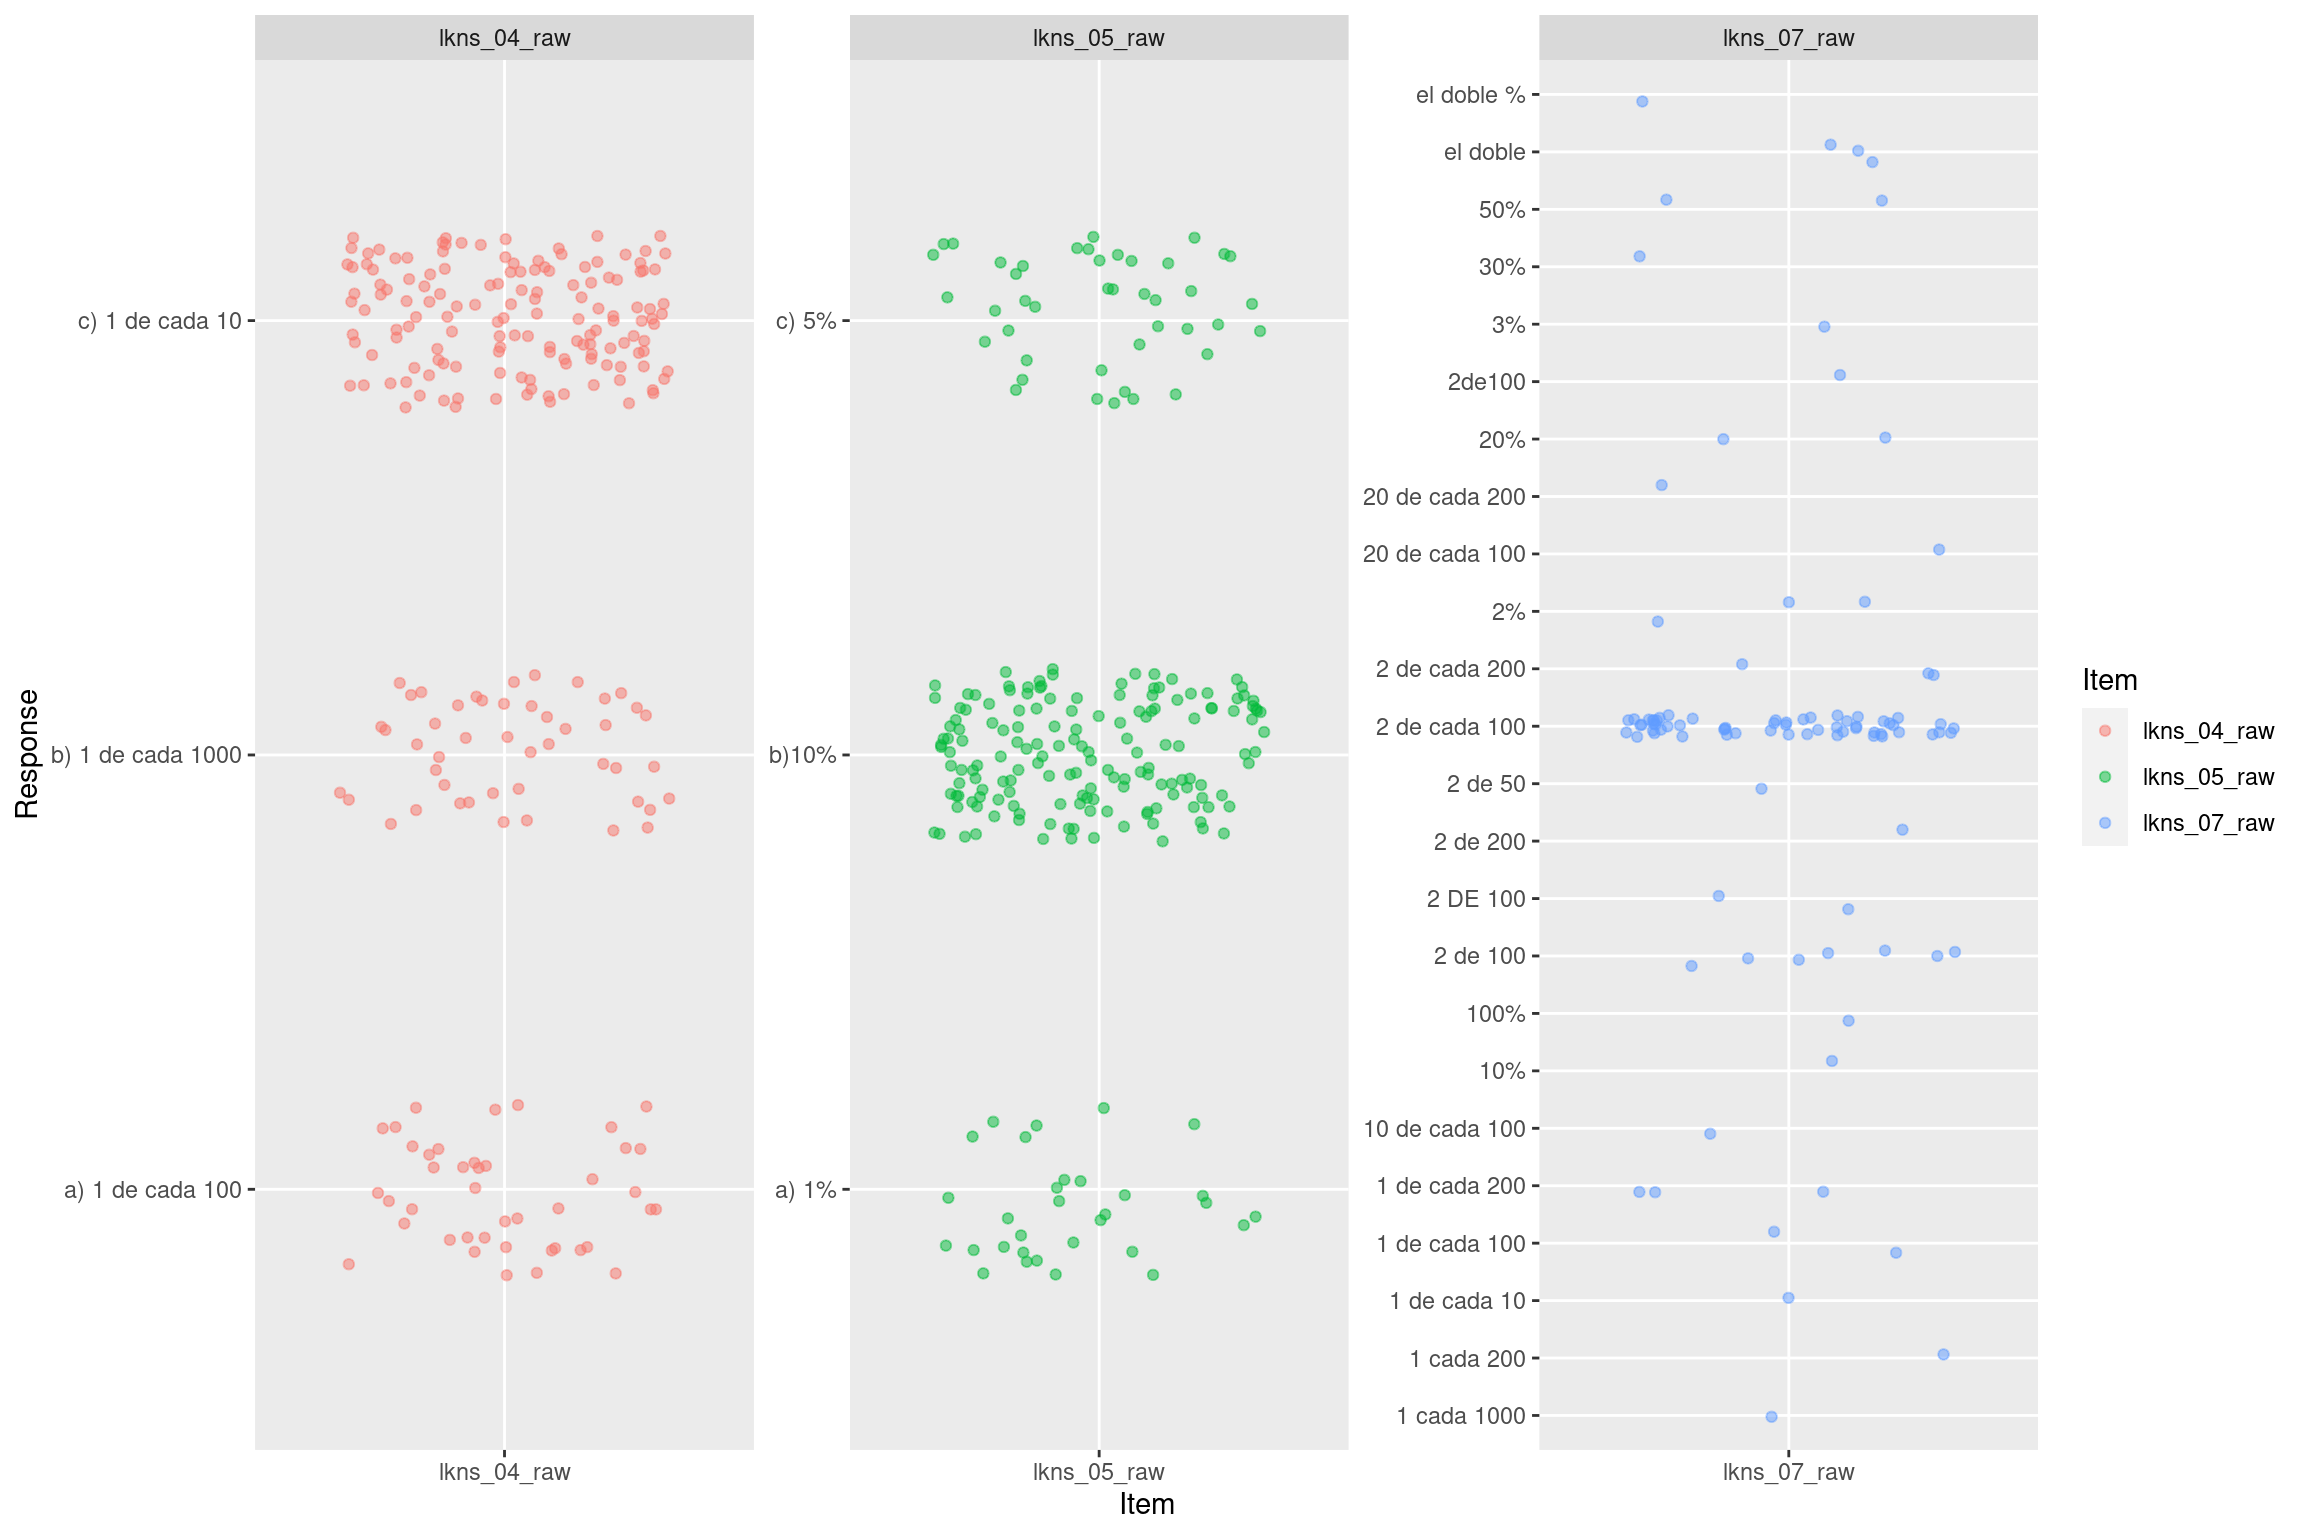 lkns_04_raw
lkns_05_raw
lkns_07_raw
Response
c) 1 de cada 10
b) 1 de cada 1000
a) 1 de cada 100
c) 5%
b)10%
a) 1%
el doble %
el doble
50%
30%
3%
2de100
20%
20 de cada 200
20 de cada 100
2%
2 de cada 200
2 de cada 100
2 de 50
2 de 200
2 DE 100
2 de 100
100%
10%
10 de cada 100
1 de cada 200
1 de cada 100
1 de cada 10
1 cada 200
1 cada 1000
lkns_04_raw
lkns_05_raw
lkns_07_raw
Item
Item
lkns_04_raw
lkns_05_raw
lkns_07_raw